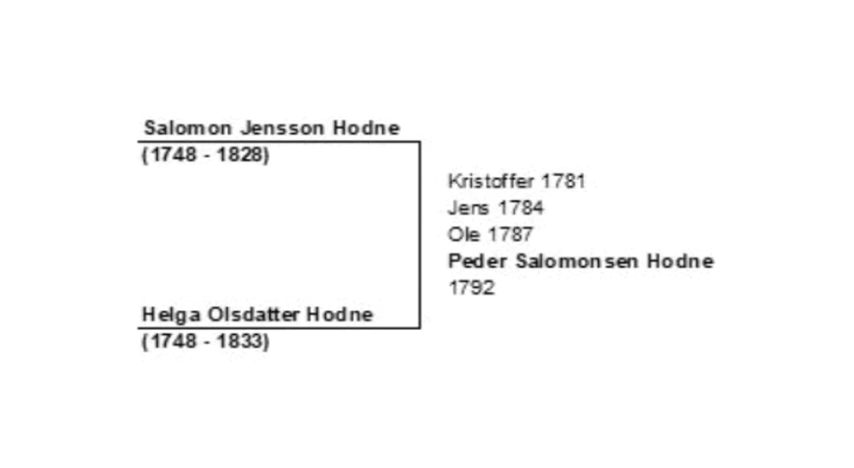 Salomon Jensson Hodne
(1748 - 1828)
Kristoffer 1781
Jens 1784
Ole 1787
Peder Salomonsen Hodne
1792
Helga Olsdatter Hodne
(1748 - 1833)